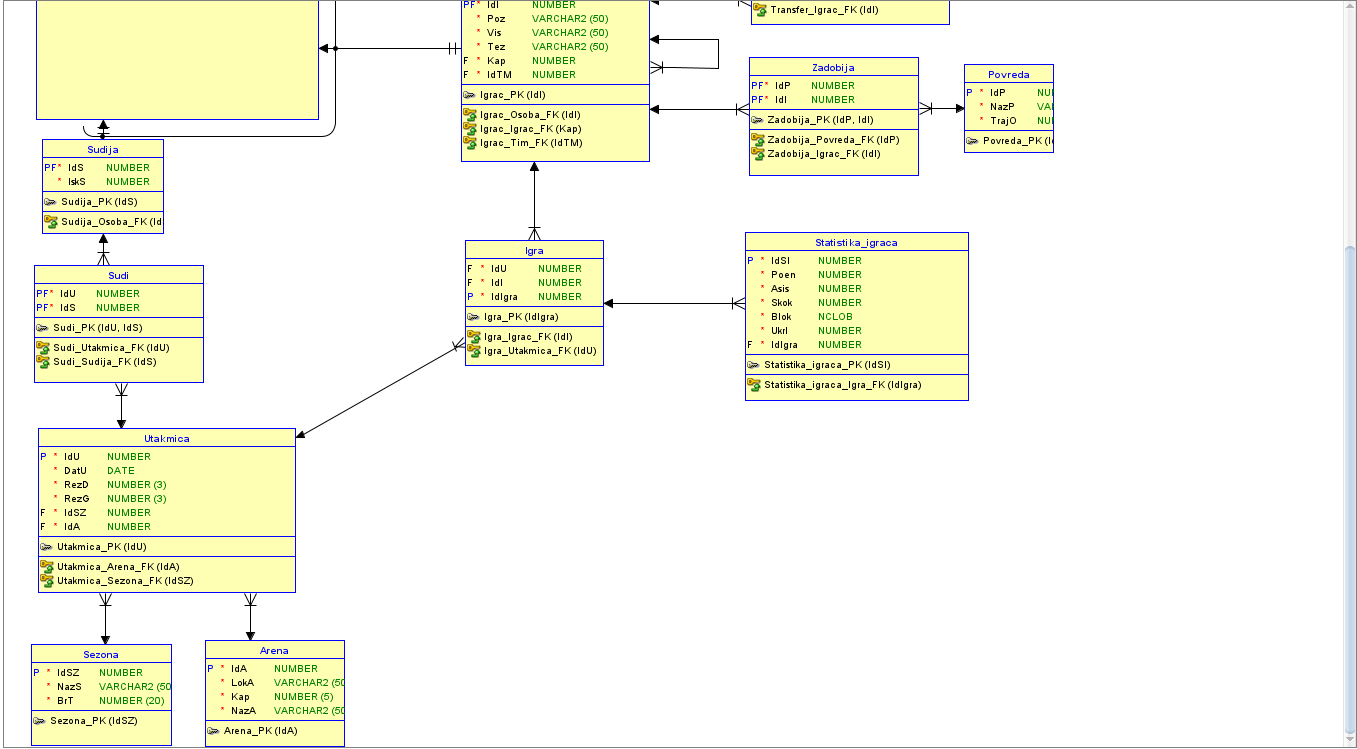 Transfer_Igrac_FK (IdI)
PF* IdI NUMBER
* Poz VARCHAR2 (50)
* Vis VARCHAR2 (50)
* Tez VARCHAR2 (50)
F * Kap NUMBER
F * IdTM NUMBER
Igrac_PK (IdI)
Igrac_Osoba_FK (IdI)
Igrac_Igrac_FK (Kap)
Igrac_Tim_FK (IdTM)
Zadobija
PF* IdP NUMBER
PF* IdI NUMBER
Zadobija_PK (IdP, IdI)
Zadobija_Povreda_FK (IdP)
Zadobija_Igrac_FK (IdI)
Povreda
P * IdP NU
* NazP VA
* TrajO NU
Povreda_PK (Id
Sudija
PF* IdS NUMBER
* IskS NUMBER
Sudija_PK (IdS)
Sudija_Osoba_FK (Id
Sudi
PF* IdU NUMBER
PF* IdS NUMBER
Sudi_PK (IdU, IdS)
Sudi_Utakmica_FK (IdU)
Sudi_Sudija_FK (IdS)
Igra
F * IdU NUMBER
F * IdI NUMBER
P * IdIgra NUMBER
Igra_PK (IdIgra)
Igra_Igrac_FK (IdI)
Igra_Utakmica_FK (IdU)
Statistika_igraca
P * IdSI NUMBER
* Poen NUMBER
* Asis NUMBER
* Skok NUMBER
* Blok NCLOB
* Ukrl NUMBER
F * IdIgra NUMBER
Statistika_igraca_PK (IdSI)
Statistika_igraca_Igra_FK (IdIgra)
Utakmica
P * IdU NUMBER
* DatU DATE
* RezD NUMBER (3)
* RezG NUMBER (3)
F * IdSZ NUMBER
F * IdA NUMBER
Utakmica_PK (IdU)
Utakmica_Arena_FK (IdA)
Utakmica_Sezona_FK (IdSZ)
Sezona
P * IdSZ NUMBER
* NazS VARCHAR2 (50
* BrT NUMBER (20)
Sezona_PK (IdSZ)
Arena
P * IdA NUMBER
* LokA VARCHAR2 (50
* Kap NUMBER (5)
* NazA VARCHAR2 (50
Arena_PK (IdA)